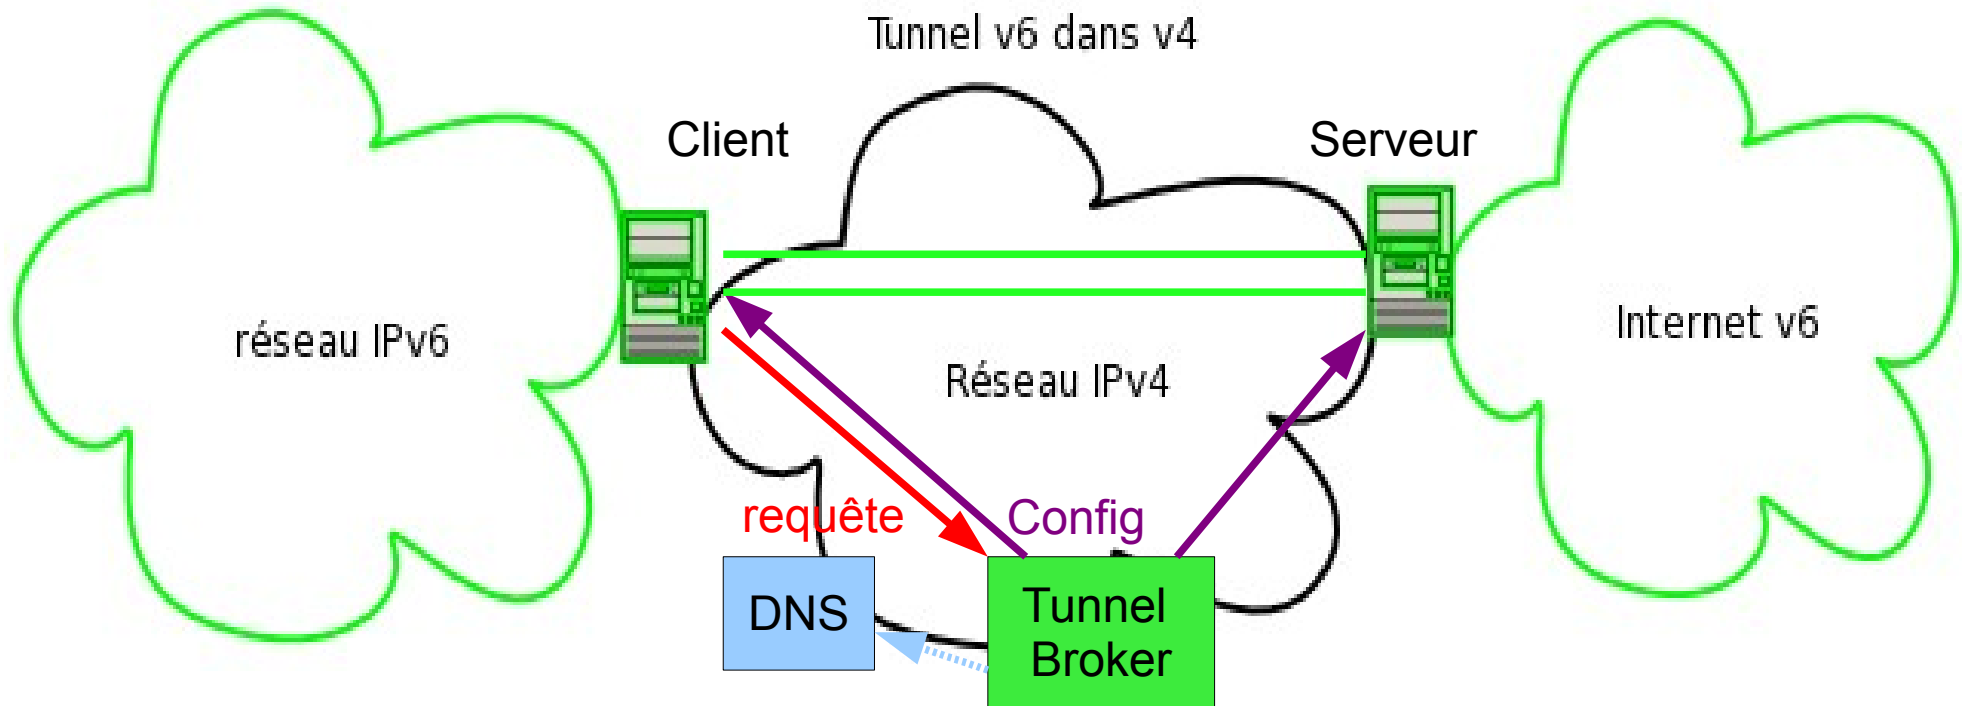 Tunnel v6 dans v4
Client
Serveur
réseau IPv6
Internet v6
Réseau IPv4
requête
Config
DNS
Tunnel
Broker